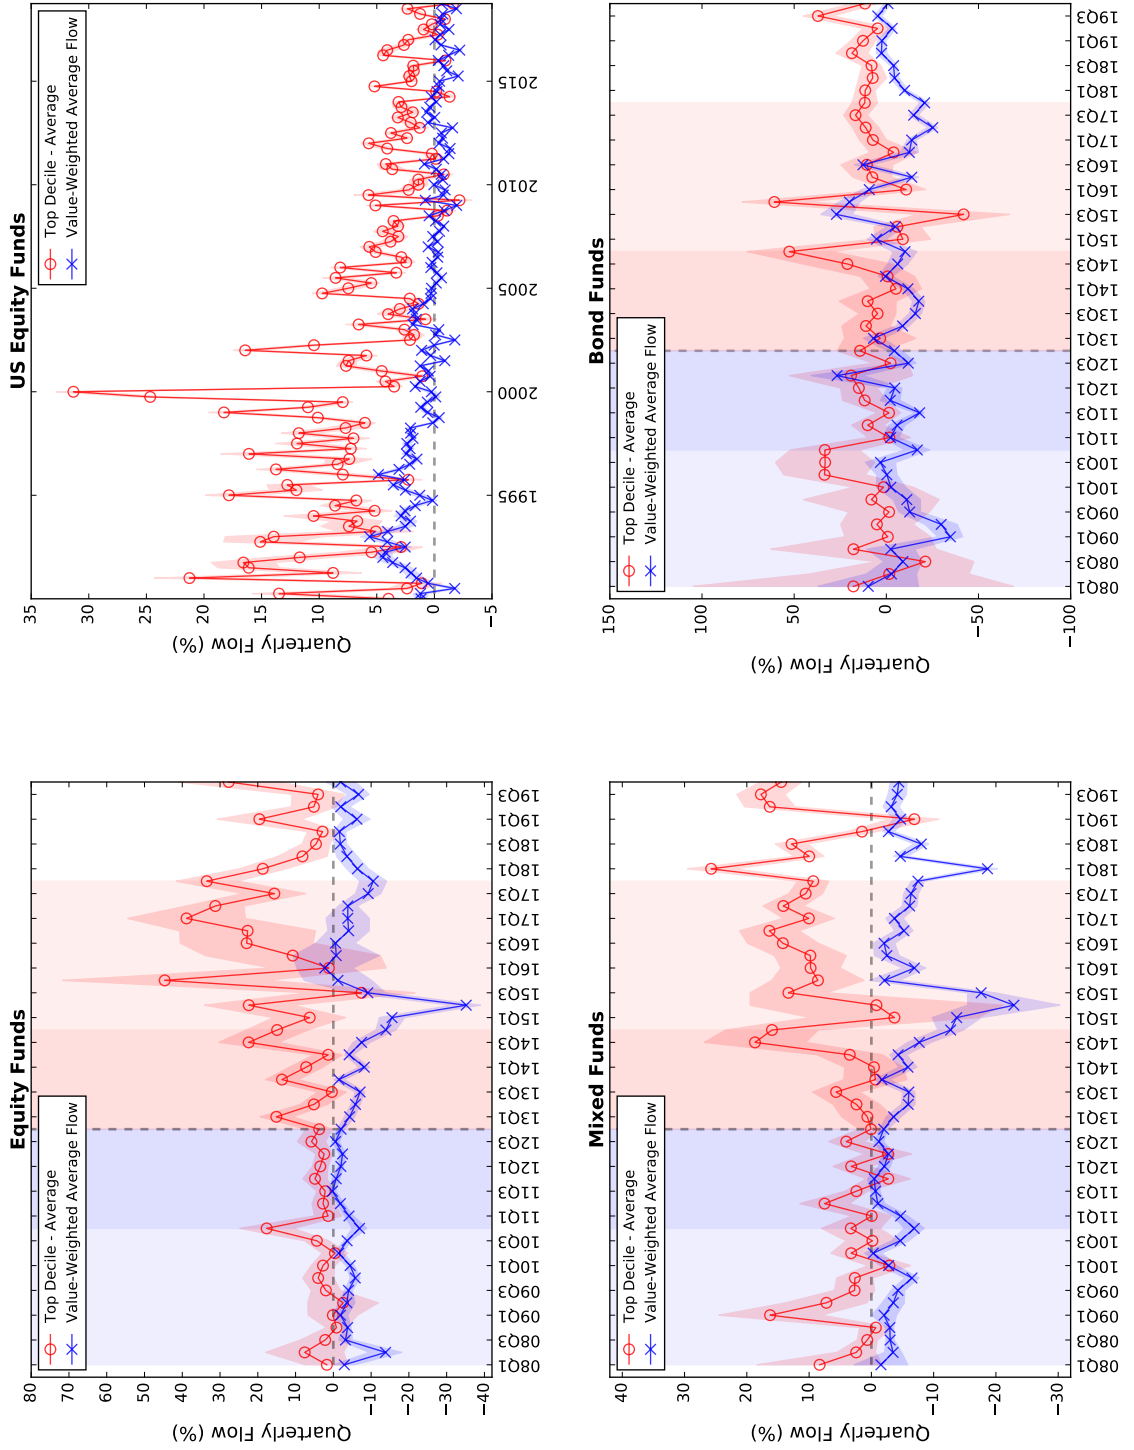 Equity Funds
Top Decile - Average
Value-Weighted Average Flow
Quarterly Flow (%)
80
70
60
50
40
30
20
10
0
−10
−20
−30
−40
08Q1
08Q3
09Q1
09Q3
10Q1
10Q3
11Q1
11Q3
12Q1
12Q3
13Q1
13Q3
14Q1
14Q3
15Q1
15Q3
16Q1
16Q3
17Q1
17Q3
18Q1
18Q3
19Q1
19Q3
US Equity Funds
Top Decile - Average
Value-Weighted Average Flow
Quarterly Flow (%)
35
30
25
20
15
10
5
0
−5
1995
2000
2005
2010
2015
Mixed Funds
Top Decile - Average
Value-Weighted Average Flow
Quarterly Flow (%)
40
30
20
10
0
−10
−20
−30
08Q1
08Q3
09Q1
09Q3
10Q1
10Q3
11Q1
11Q3
12Q1
12Q3
13Q1
13Q3
14Q1
14Q3
15Q1
15Q3
16Q1
16Q3
17Q1
17Q3
18Q1
18Q3
19Q1
19Q3
Bond Funds
Top Decile - Average
Value-Weighted Average Flow
Quarterly Flow (%)
150
100
50
0
−50
−100
08Q1
08Q3
09Q1
09Q3
10Q1
10Q3
11Q1
11Q3
12Q1
12Q3
13Q1
13Q3
14Q1
14Q3
15Q1
15Q3
16Q1
16Q3
17Q1
17Q3
18Q1
18Q3
19Q1
19Q3